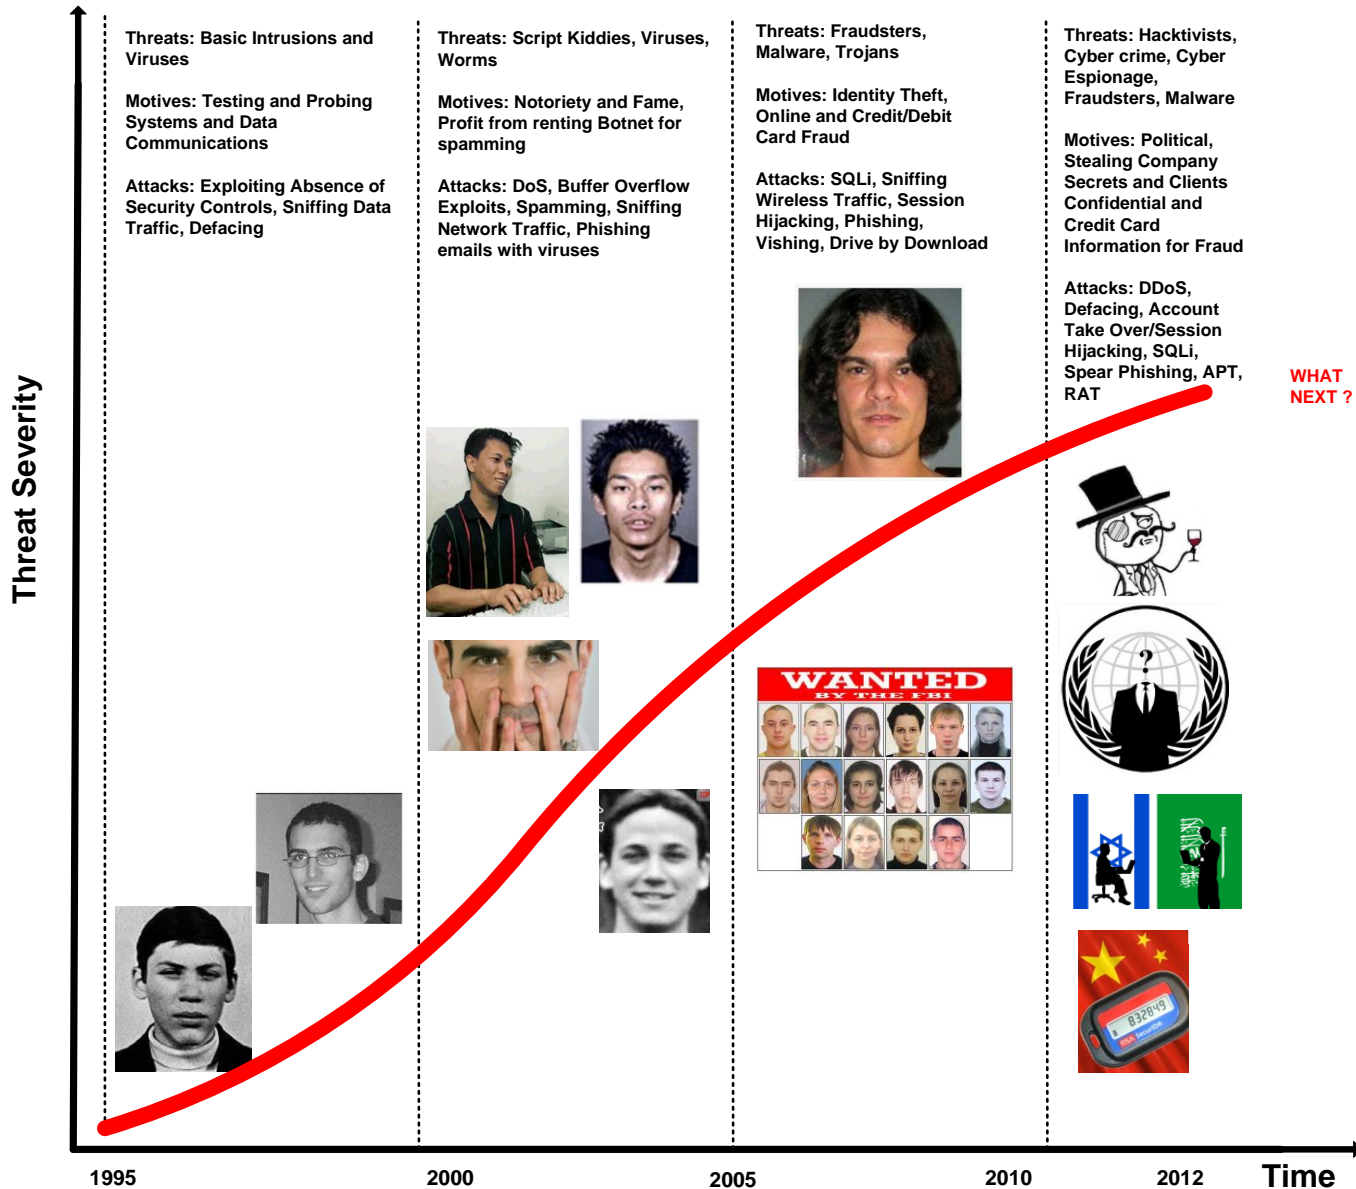 Threats: Basic Intrusions and
Viruses
Motives: Testing and Probing
Systems and Data
Communications
Attacks: Exploiting Absence of
Security Controls, Sniffing Data
Traffic, Defacing
Threats: Script Kiddies, Viruses,
Worms
Motives: Notoriety and Fame,
Profit from renting Botnet for
spamming
Attacks: DoS, Buffer Overflow
Exploits, Spamming, Sniffing
Network Traffic, Phishing
emails with viruses
Threats: Fraudsters,
Malware, Trojans
Motives: Identity Theft,
Online and Credit/Debit
Card Fraud
Attacks: SQLi, Sniffing
Wireless Traffic, Session
Hijacking, Phishing,
Vishing, Drive by Download
Threats: Hacktivists,
Cyber crime, Cyber
Espionage,
Fraudsters, Malware
Motives: Political,
Stealing Company
Secrets and Clients
Confidential and
Credit Card
Information for Fraud
Attacks: DDoS,
Defacing, Account
Take Over/Session
Hijacking, SQLi,
Spear Phishing, APT,
RAT
WHAT
NEXT ?
Threat Severity
WANTED
BY THE FBI
?
832849
RSA SecurID
1995
2000
2005
2010
2012
Time